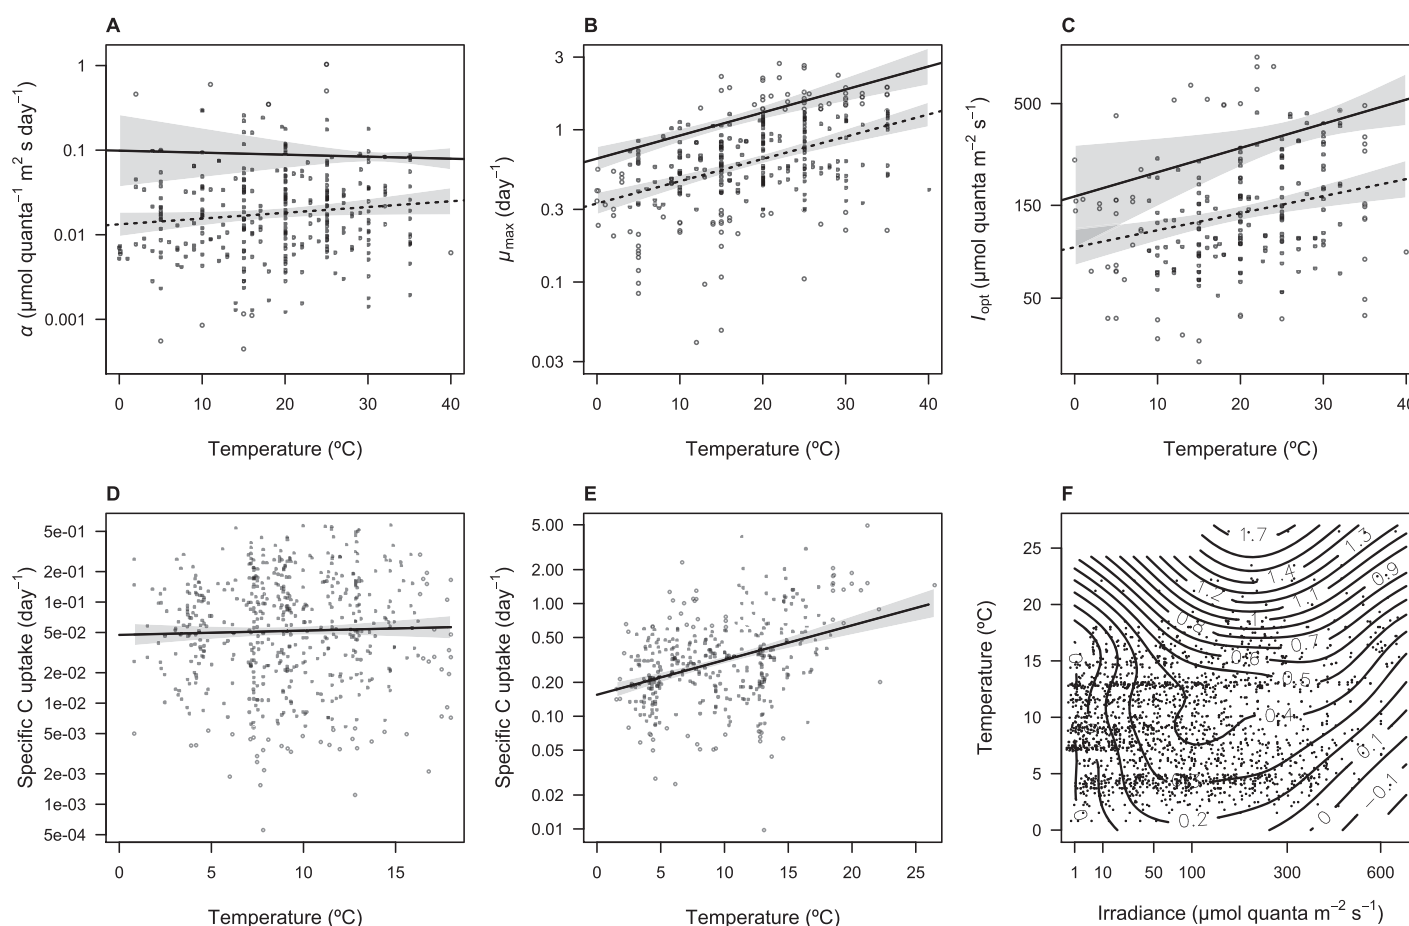 A
B
C
1
0.1
0.01
0.001
α (μmol quanta⁻¹ m² s day⁻¹)
0 10 20 30 40
Temperature (ºC)
3
1
0.3
0.1
0.03
μmax (day⁻¹)
0 10 20 30 40
Temperature (ºC)
500
150
50
Iopt (μmol quanta m⁻² s⁻¹)
0 10 20 30 40
Temperature (ºC)
D
E
F
5e−01
2e−01
1e−01
5e−02
2e−02
1e−02
5e−03
2e−03
1e−03
5e−04
Specific C uptake (day⁻¹)
0 5 10 15
Temperature (ºC)
5.00
2.00
1.00
0.50
0.20
0.10
0.05
0.02
0.01
Specific C uptake (day⁻¹)
0 5 10 15 20 25
Temperature (ºC)
25
20
15
10
5
0
Temperature (ºC)
1.7
1.3
1.4
0.9
1.2
1.1
1
0.8
0.7
0.6
0
0.5
0.4
0.1
−0.1
0
0.2
0
1 10 50 100 300 600
Irradiance (μmol quanta m⁻² s⁻¹)